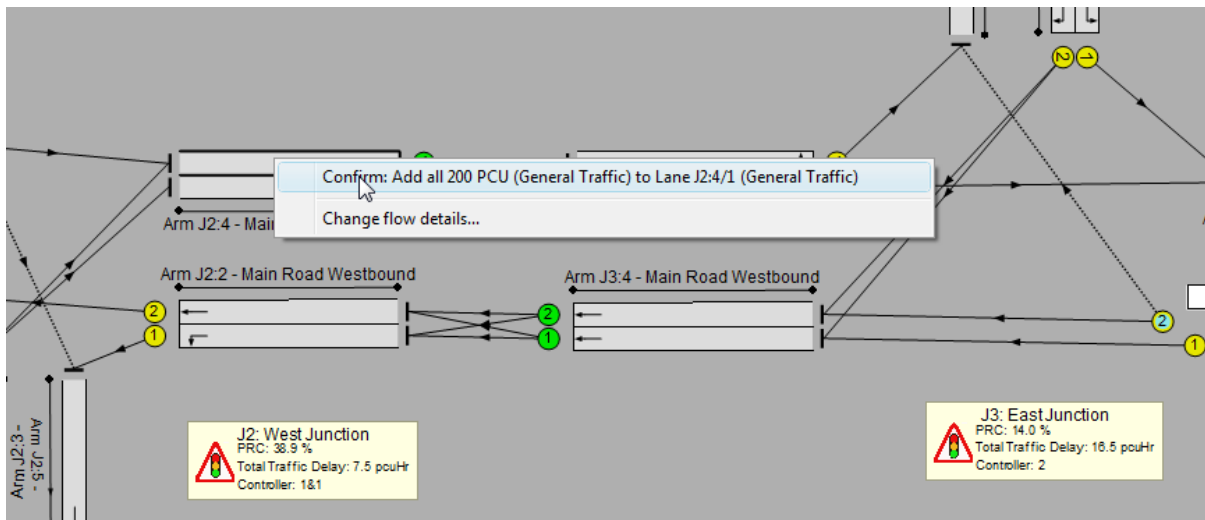 2 1
Confirm: Add all 200 PCU (General Traffic) to Lane J2:4/1 (General Traffic)
Change flow details...
Arm J2:4 - Mai
Arm J2:2 - Main Road Westbound
Arm J3:4 - Main Road Westbound
2
2
2
1
1
1
Arm J2:3 -
Arm J2:5 -
J2: West Junction
PRC: 38.9 %
Total Traffic Delay: 7.5 pcuHr
Controller: 1&1
J3: East Junction
PRC: 14.0 %
Total Traffic Delay: 16.5 pcuHr
Controller: 2